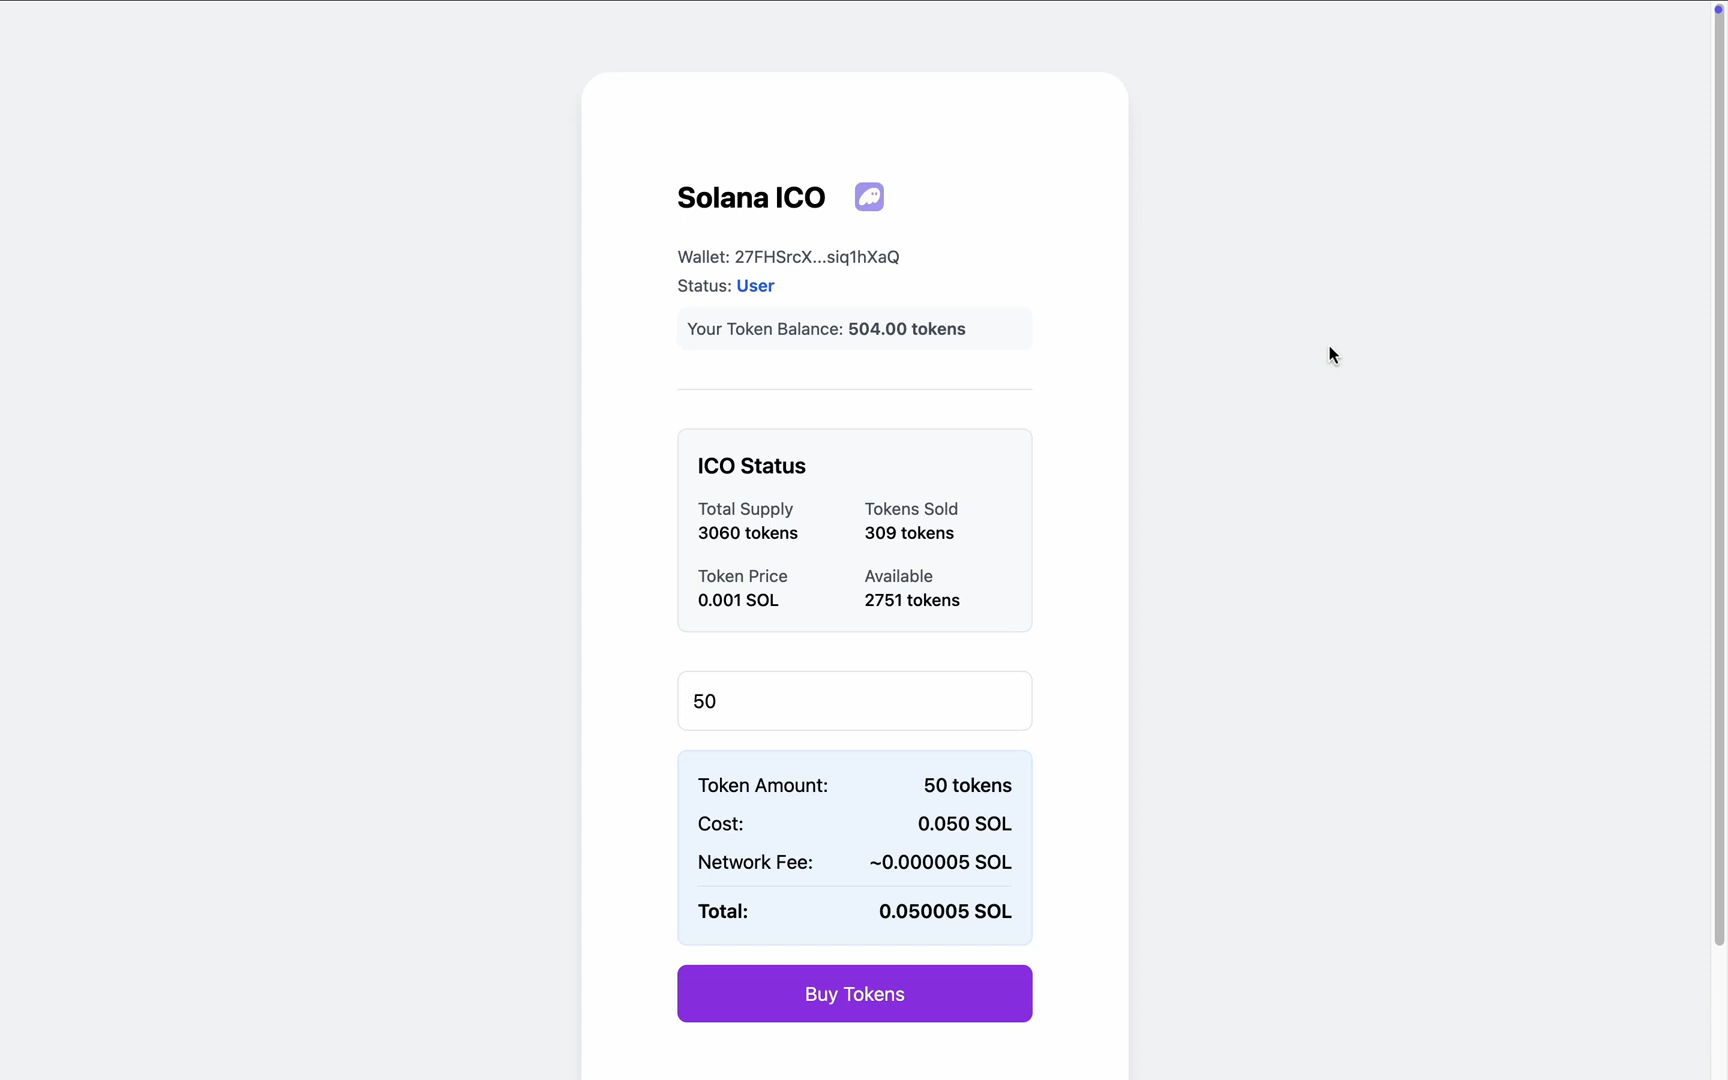 Solana ICO
Wallet: 27FHSrcX...siq1hXaQ
Status: User
Your Token Balance: 504.00 tokens
ICO Status
Total Supply
3060 tokens
Tokens Sold
309 tokens
Token Price
0.001 SOL
Available
2751 tokens
50
Token Amount: 50 tokens
Cost: 0.050 SOL
Network Fee: ~0.000005 SOL
Total: 0.050005 SOL
Buy Tokens